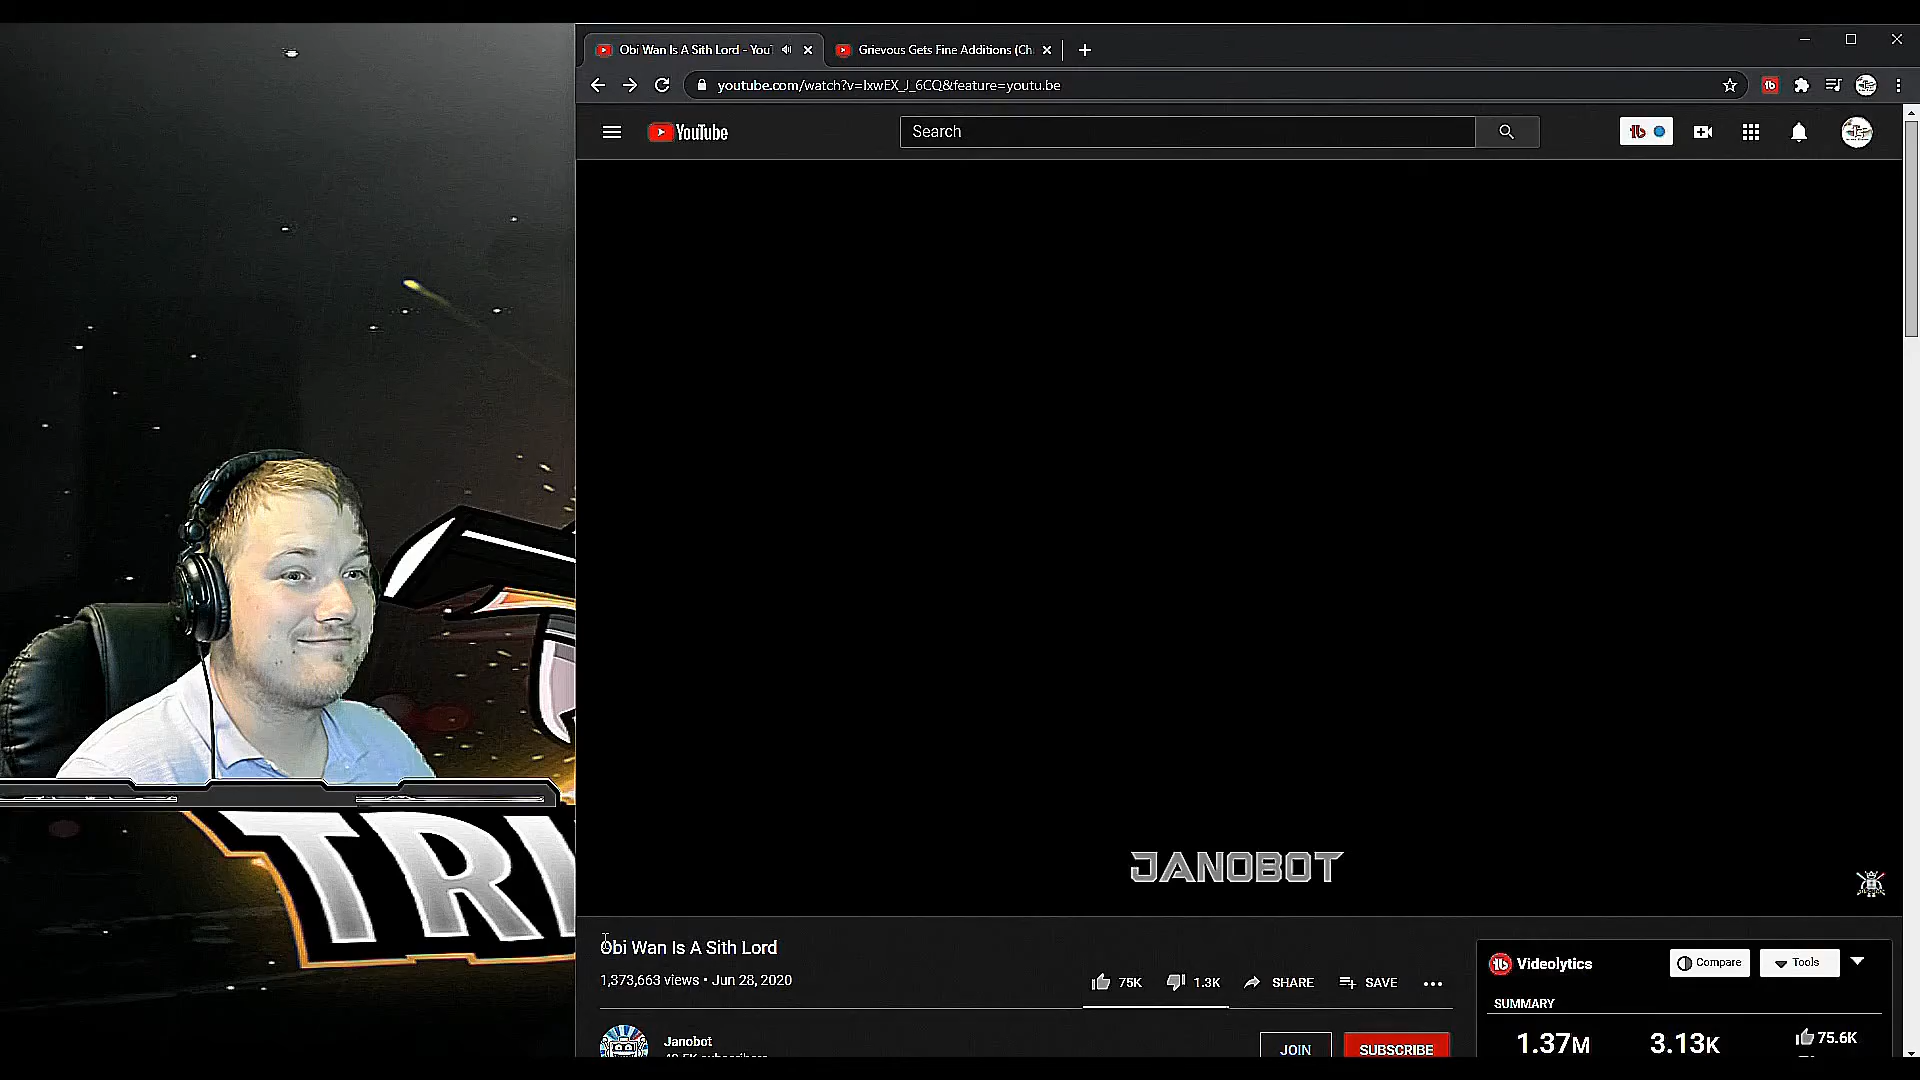 Obi Wan Is A Sith Lord - You
Grievous Gets Fine Additions (Ch
youtube.com/watch?v=IxwEX_J_6CQ&feature=youtu.be
YouTube
Search
JANOBOT
TRI
Obi Wan Is A Sith Lord
1,373,663 views • Jun 28, 2020
75K
1.3K
SHARE
SAVE
Janobot
JOIN
SUBSCRIBE
Videolytics
Compare
Tools
SUMMARY
1.37M
3.13K
75.6K